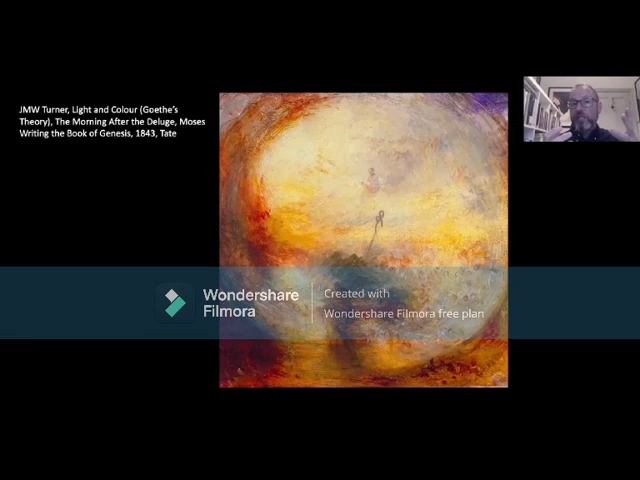 JMW Turner, Light and Colour (Goethe's
Theory), The Morning After the Deluge, Moses
Writing the Book of Genesis, 1843, Tate
Wondershare
Filmora
Created with
Wondershare Filmora free plan